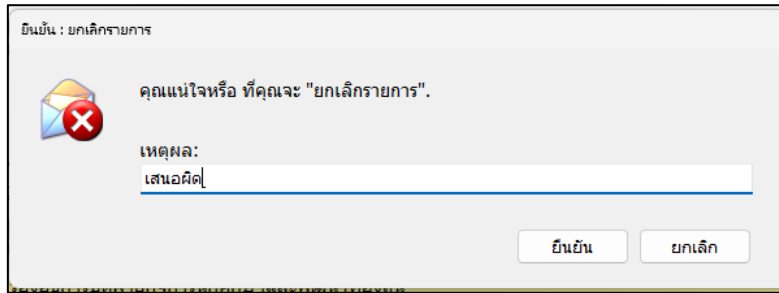 ยืนยัน : ยกเลิกรายการ
คุณแน่ใจหรือ ที่คุณจะ "ยกเลิกรายการ".
เหตุผล:
เสนอผิด
ยืนยัน
ยกเลิก